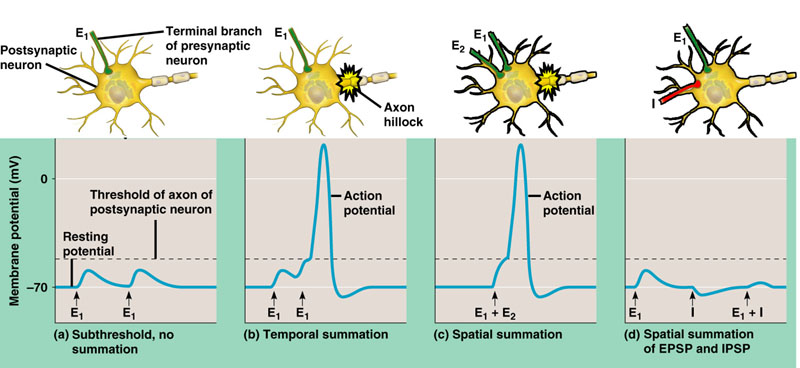 E1
Terminal branch
of presynaptic
neuron
Postsynaptic
neuron
E1
Axon
hillock
E2
E1
E1
I
Membrane potential (mV)
0
–70
Threshold of axon of
postsynaptic neuron
Resting
potential
E1
E1
(a) Subthreshold, no
summation
Action
potential
E1
E1
(b) Temporal summation
Action
potential
E1 + E2
(c) Spatial summation
E1
I
E1 + I
(d) Spatial summation
of EPSP and IPSP